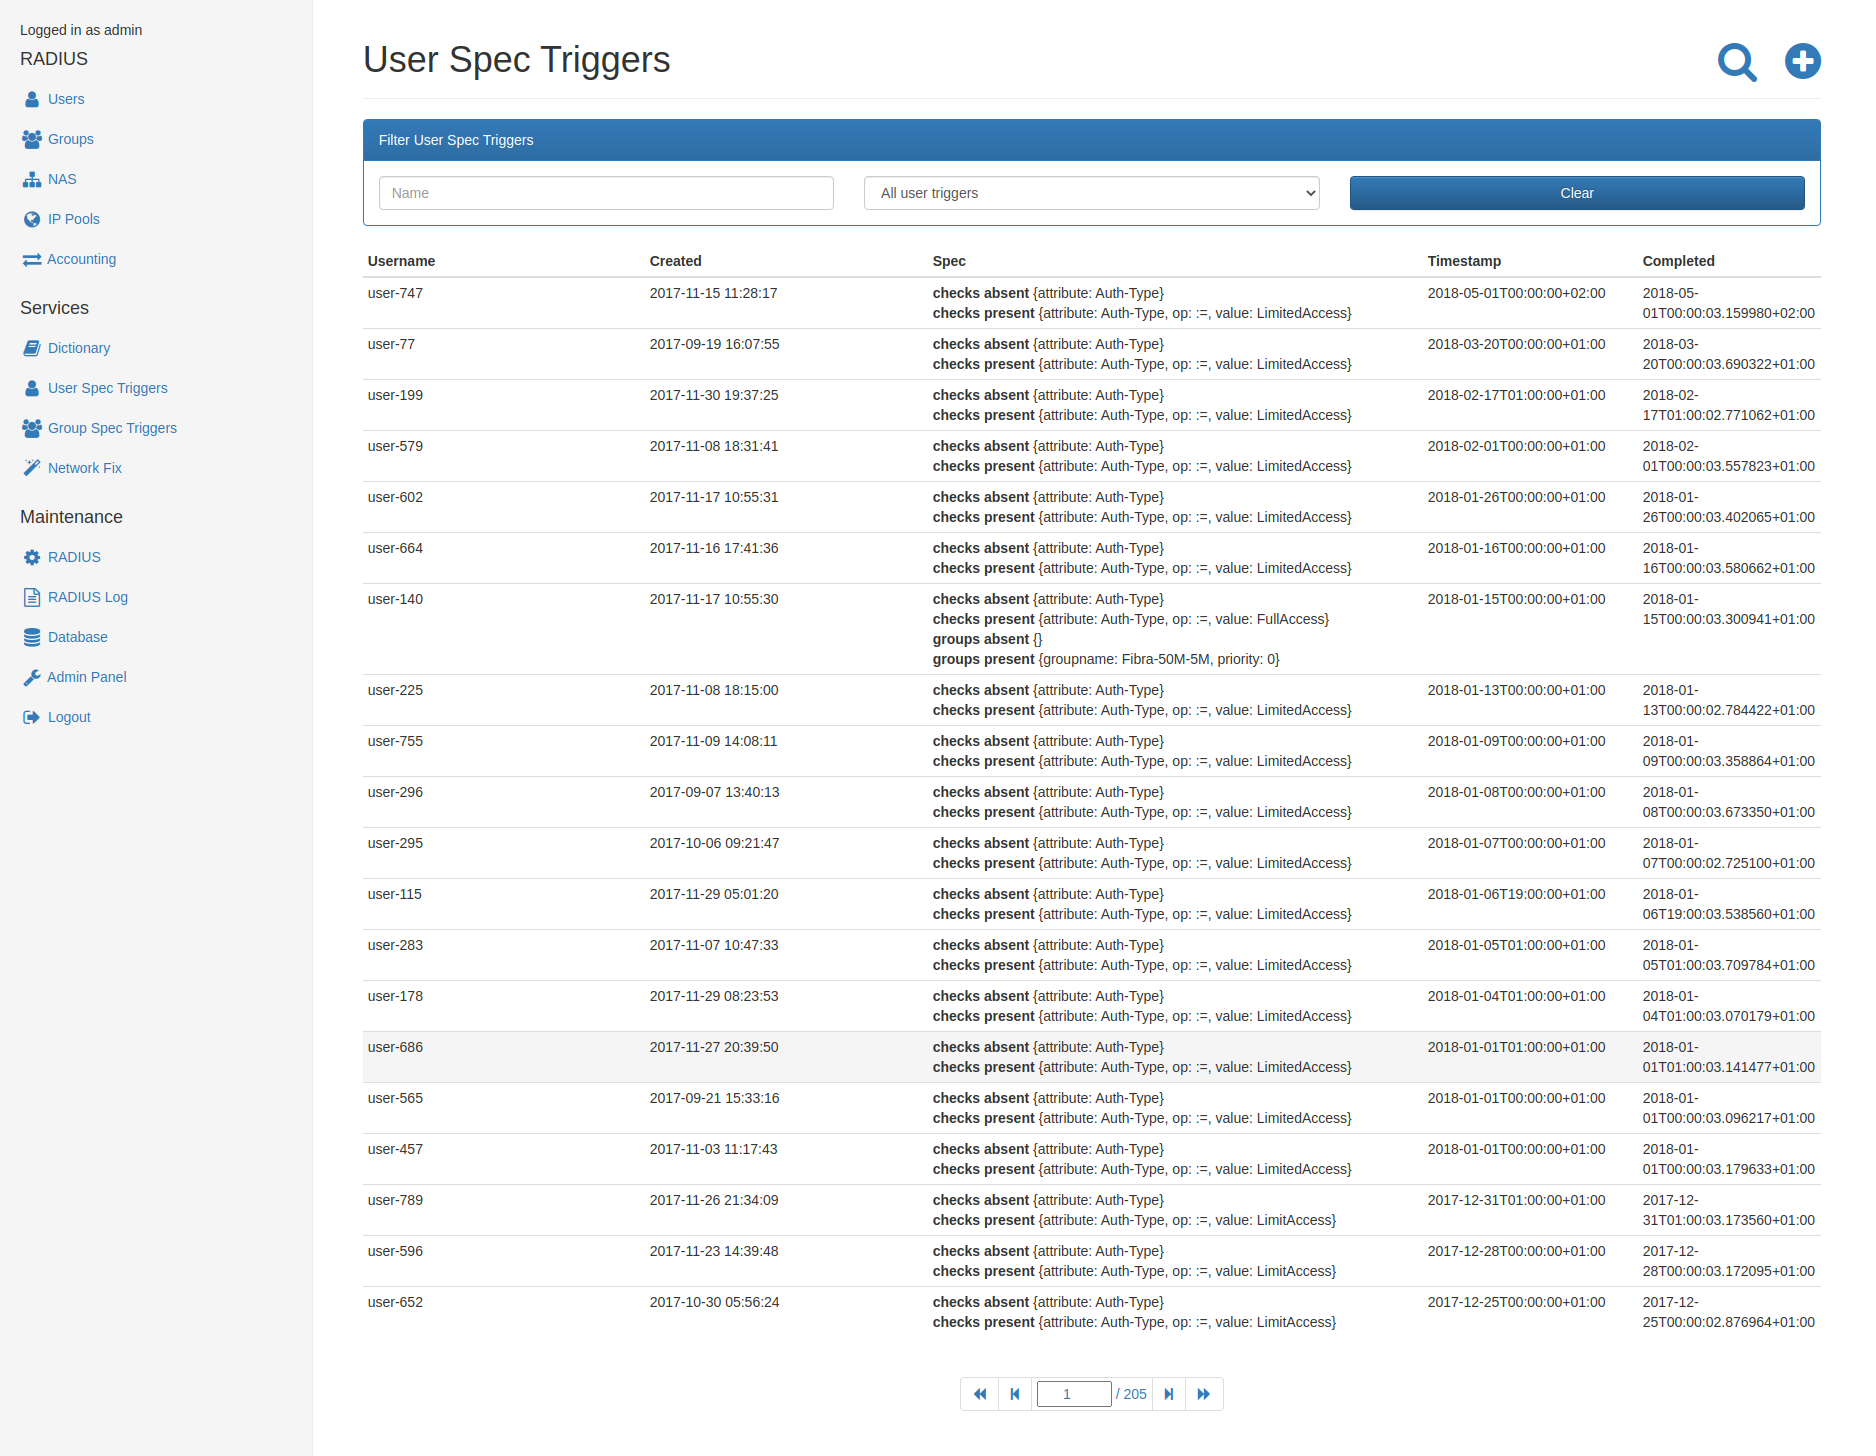 Logged in as admin
RADIUS
Users
Groups
NAS
IP Pools
Accounting
Services
Dictionary
User Spec Triggers
Group Spec Triggers
Network Fix
Maintenance
RADIUS
RADIUS Log
Database
Admin Panel
Logout
User Spec Triggers
Filter User Spec Triggers
Name All user triggers Clear
Username Created Spec Timestamp Completed
user-747 2017-11-15 11:28:17 checks absent {attribute: Auth-Type} 2018-05-01T00:00:00+02:00 2018-05-
checks present {attribute: Auth-Type, op: :=, value: LimitedAccess} 01T00:00:03.159980+02:00
user-77 2017-09-19 16:07:55 checks absent {attribute: Auth-Type} 2018-03-20T00:00:00+01:00 2018-03-
checks present {attribute: Auth-Type, op: :=, value: LimitedAccess} 20T00:00:03.690322+01:00
user-199 2017-11-30 19:37:25 checks absent {attribute: Auth-Type} 2018-02-17T01:00:00+01:00 2018-02-
checks present {attribute: Auth-Type, op: :=, value: LimitedAccess} 17T01:00:02.771062+01:00
user-579 2017-11-08 18:31:41 checks absent {attribute: Auth-Type} 2018-02-01T00:00:00+01:00 2018-02-
checks present {attribute: Auth-Type, op: :=, value: LimitedAccess} 01T00:00:03.557823+01:00
user-602 2017-11-17 10:55:31 checks absent {attribute: Auth-Type} 2018-01-26T00:00:00+01:00 2018-01-
checks present {attribute: Auth-Type, op: :=, value: LimitedAccess} 26T00:00:03.402065+01:00
user-664 2017-11-16 17:41:36 checks absent {attribute: Auth-Type} 2018-01-16T00:00:00+01:00 2018-01-
checks present {attribute: Auth-Type, op: :=, value: LimitedAccess} 16T00:00:03.580662+01:00
user-140 2017-11-17 10:55:30 checks absent {attribute: Auth-Type} 2018-01-15T00:00:00+01:00 2018-01-
checks present {attribute: Auth-Type, op: :=, value: FullAccess} 15T00:00:03.300941+01:00
groups absent {}
groups present {groupname: Fibra-50M-5M, priority: 0}
user-225 2017-11-08 18:15:00 checks absent {attribute: Auth-Type} 2018-01-13T00:00:00+01:00 2018-01-
checks present {attribute: Auth-Type, op: :=, value: LimitedAccess} 13T00:00:02.784422+01:00
user-755 2017-11-09 14:08:11 checks absent {attribute: Auth-Type} 2018-01-09T00:00:00+01:00 2018-01-
checks present {attribute: Auth-Type, op: :=, value: LimitedAccess} 09T00:00:03.358864+01:00
user-296 2017-09-07 13:40:13 checks absent {attribute: Auth-Type} 2018-01-08T00:00:00+01:00 2018-01-
checks present {attribute: Auth-Type, op: :=, value: LimitedAccess} 08T00:00:03.673350+01:00
user-295 2017-10-06 09:21:47 checks absent {attribute: Auth-Type} 2018-01-07T00:00:00+01:00 2018-01-
checks present {attribute: Auth-Type, op: :=, value: LimitedAccess} 07T00:00:02.725100+01:00
user-115 2017-11-29 05:01:20 checks absent {attribute: Auth-Type} 2018-01-06T19:00:00+01:00 2018-01-
checks present {attribute: Auth-Type, op: :=, value: LimitedAccess} 06T19:00:03.538560+01:00
user-283 2017-11-07 10:47:33 checks absent {attribute: Auth-Type} 2018-01-05T01:00:00+01:00 2018-01-
checks present {attribute: Auth-Type, op: :=, value: LimitedAccess} 05T01:00:03.709784+01:00
user-178 2017-11-29 08:23:53 checks absent {attribute: Auth-Type} 2018-01-04T01:00:00+01:00 2018-01-
checks present {attribute: Auth-Type, op: :=, value: LimitedAccess} 04T01:00:03.070179+01:00
user-686 2017-11-27 20:39:50 checks absent {attribute: Auth-Type} 2018-01-01T01:00:00+01:00 2018-01-
checks present {attribute: Auth-Type, op: :=, value: LimitedAccess} 01T01:00:03.141477+01:00
user-565 2017-09-21 15:33:16 checks absent {attribute: Auth-Type} 2018-01-01T00:00:00+01:00 2018-01-
checks present {attribute: Auth-Type, op: :=, value: LimitedAccess} 01T00:00:03.096217+01:00
user-457 2017-11-03 11:17:43 checks absent {attribute: Auth-Type} 2018-01-01T00:00:00+01:00 2018-01-
checks present {attribute: Auth-Type, op: :=, value: LimitedAccess} 01T00:00:03.179633+01:00
user-789 2017-11-26 21:34:09 checks absent {attribute: Auth-Type} 2017-12-31T01:00:00+01:00 2017-12-
checks present {attribute: Auth-Type, op: :=, value: LimitAccess} 31T01:00:03.173560+01:00
user-596 2017-11-23 14:39:48 checks absent {attribute: Auth-Type} 2017-12-28T00:00:00+01:00 2017-12-
checks present {attribute: Auth-Type, op: :=, value: LimitAccess} 28T00:00:03.172095+01:00
user-652 2017-10-30 05:56:24 checks absent {attribute: Auth-Type} 2017-12-25T00:00:00+01:00 2017-12-
checks present {attribute: Auth-Type, op: :=, value: LimitAccess} 25T00:00:02.876964+01:00
1 / 205